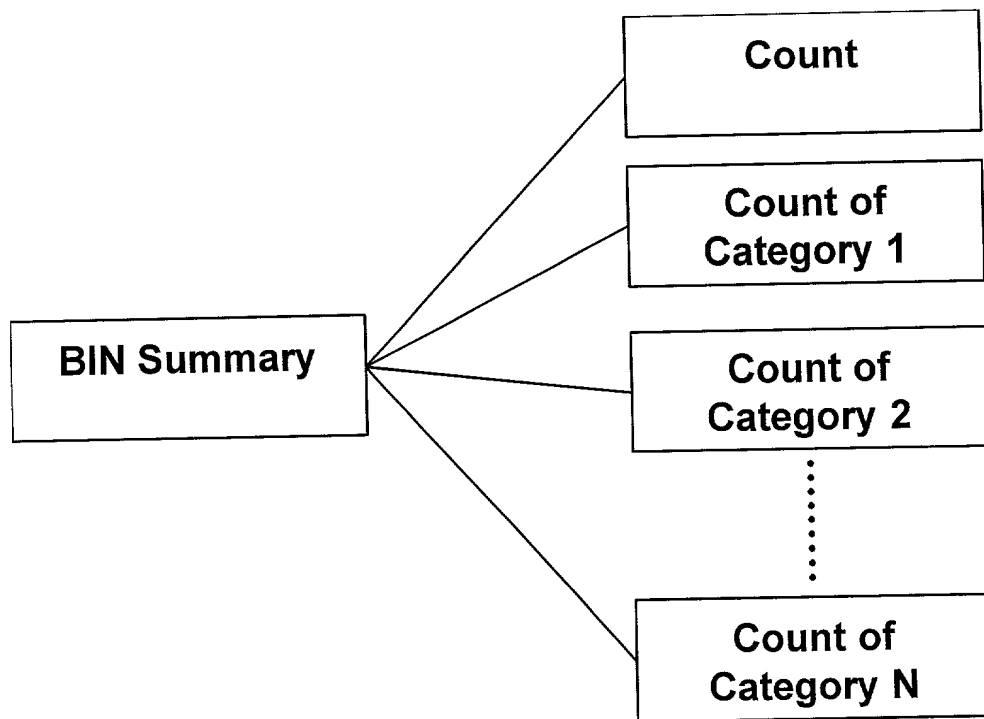 Count
Count of
Category 1
BIN Summary
Count of
Category 2
Count of
Category N